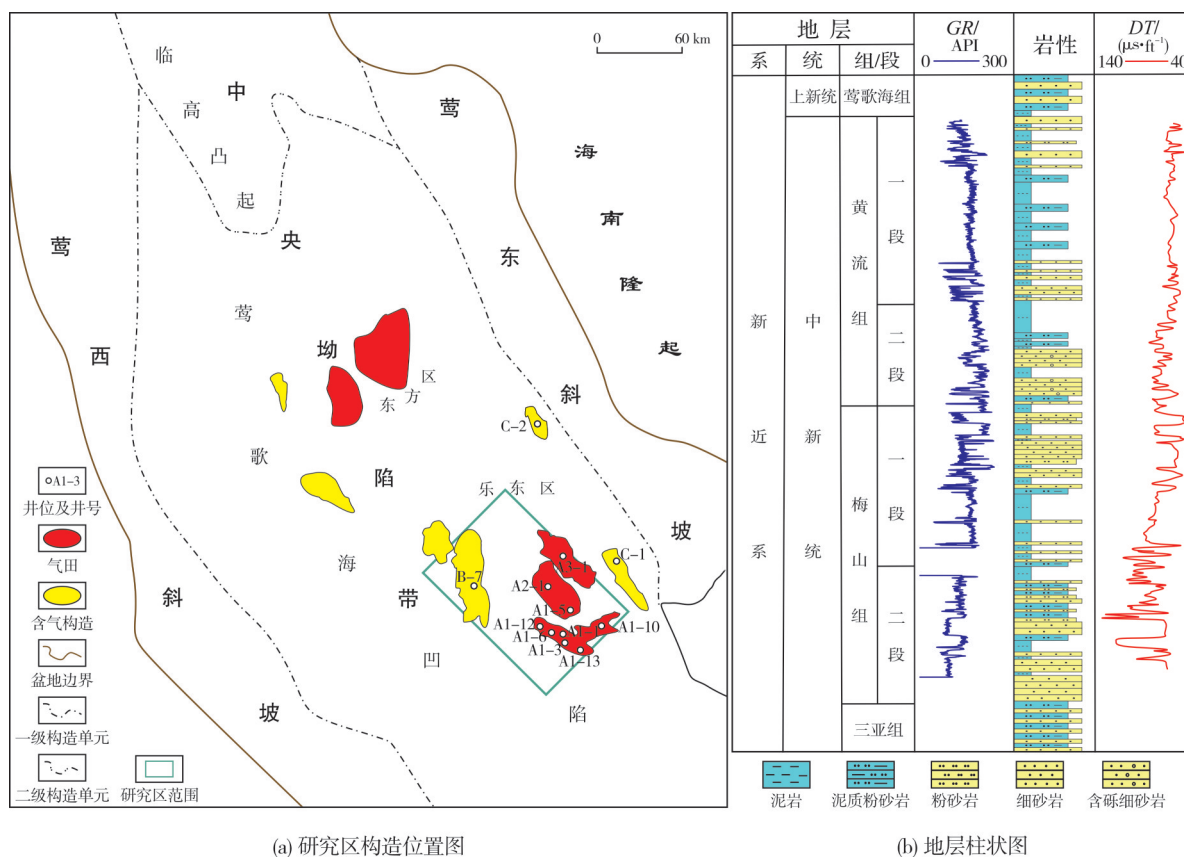 0 60 km
临高凸起
中央坳陷带
莺歌海凹陷
莺西斜坡
莺东斜坡
海南隆起
东方区
乐东区
C-2
C-1
B-7
A3-1
A2-1
A1-5
A1-12
A1-6
A1-1
A1-10
A1-3
A1-13
A1-3
井位及井号
气田
含气构造
盆地边界
一级构造单元
二级构造单元
研究区范围
(a) 研究区构造位置图
地层
系
统
组/段
GR/
API
0 300
岩性
DT/
(μs·ft⁻¹)
140 40
新近系
上新统
中新统
莺歌海组
黄流组
一段
二段
梅山组
一段
二段
三亚组
泥岩
泥质粉砂岩
粉砂岩
细砂岩
含砾细砂岩
(b) 地层柱状图